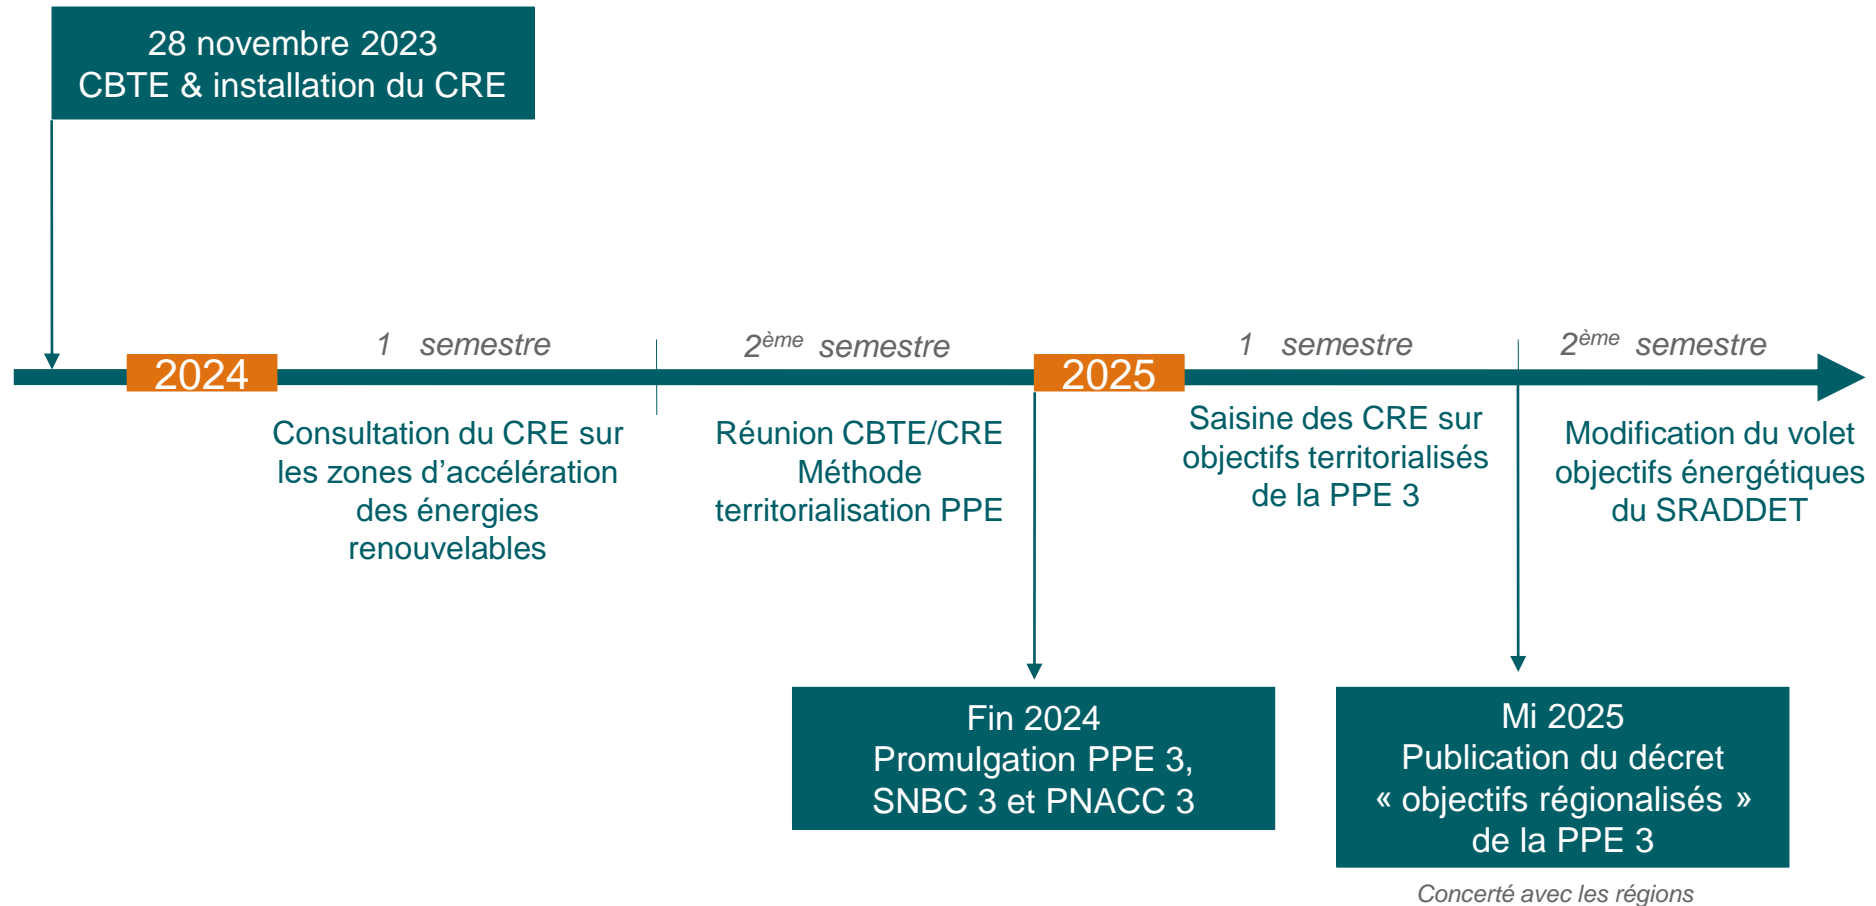 28 novembre 2023
CBTE & installation du CRE
1 semestre
2ème semestre
1 semestre
2ème semestre
2024
2025
Consultation du CRE sur
les zones d’accélération
des énergies
renouvelables
Réunion CBTE/CRE
Méthode
territorialisation PPE
Saisine des CRE sur
objectifs territorialisés
de la PPE 3
Modification du volet
objectifs énergétiques
du SRADDET
Fin 2024
Promulgation PPE 3,
SNBC 3 et PNACC 3
Mi 2025
Publication du décret
« objectifs régionalisés »
de la PPE 3
Concerté avec les régions